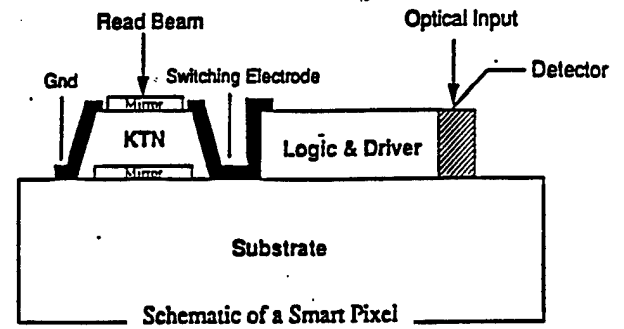 Read Beam
Optical Input
Gnd
Switching Electrode
Detector
Mirror
KTN
Logic & Driver
Mirror
Substrate
Schematic of a Smart Pixel